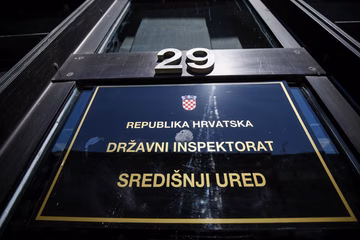 29
REPUBLIKA HRVATSKA
DRŽAVNI INSPEKTORAT
SREDIŠNJI URED